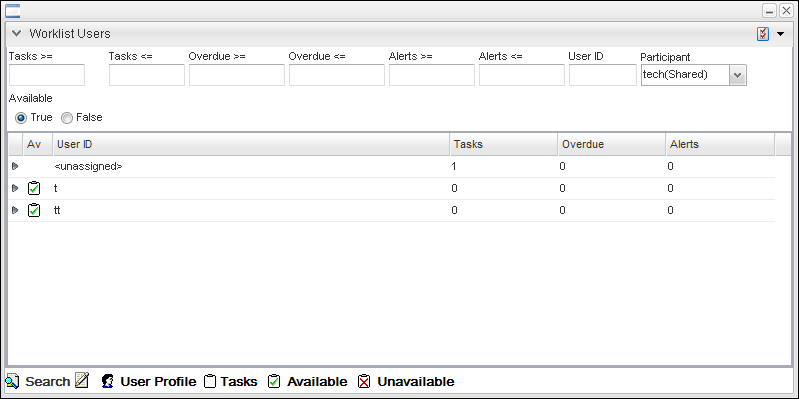 Worklist Users
Tasks >= Tasks <= Overdue >= Overdue <= Alerts >= Alerts <= User ID Participant
tech(Shared)
Available
True False
Av User ID Tasks Overdue Alerts
<unassigned> 1 0 0
t 0 0 0
tt 0 0 0
Search User Profile Tasks Available Unavailable